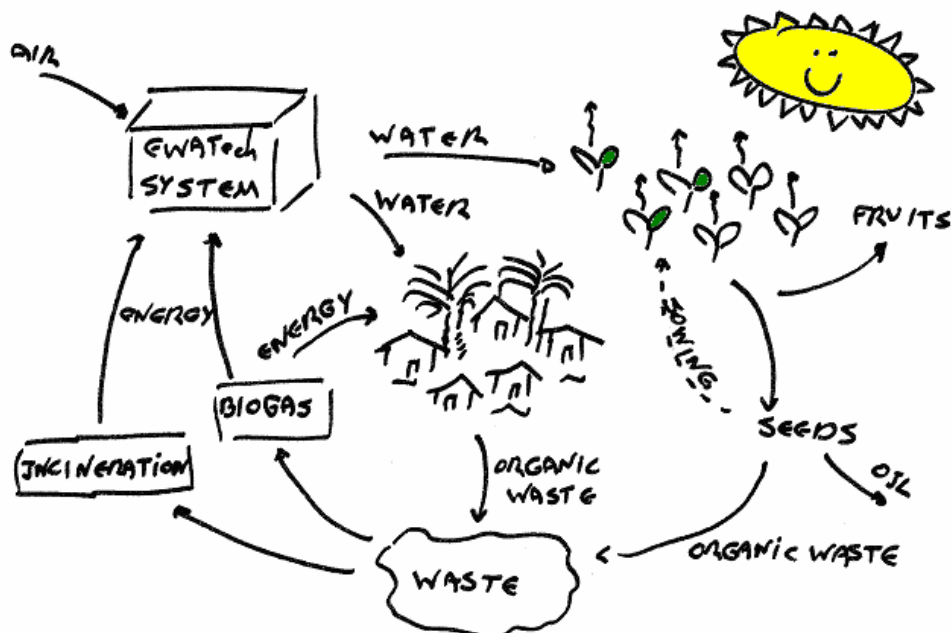 AIR
EWATech
SYSTEM
WATER
WATER
FRUITS
ENERGY
ENERGY
SOWING
BIOGAS
SEEDS
INCINERATION
ORGANIC
WASTE
OIL
ORGANIC WASTE
WASTE